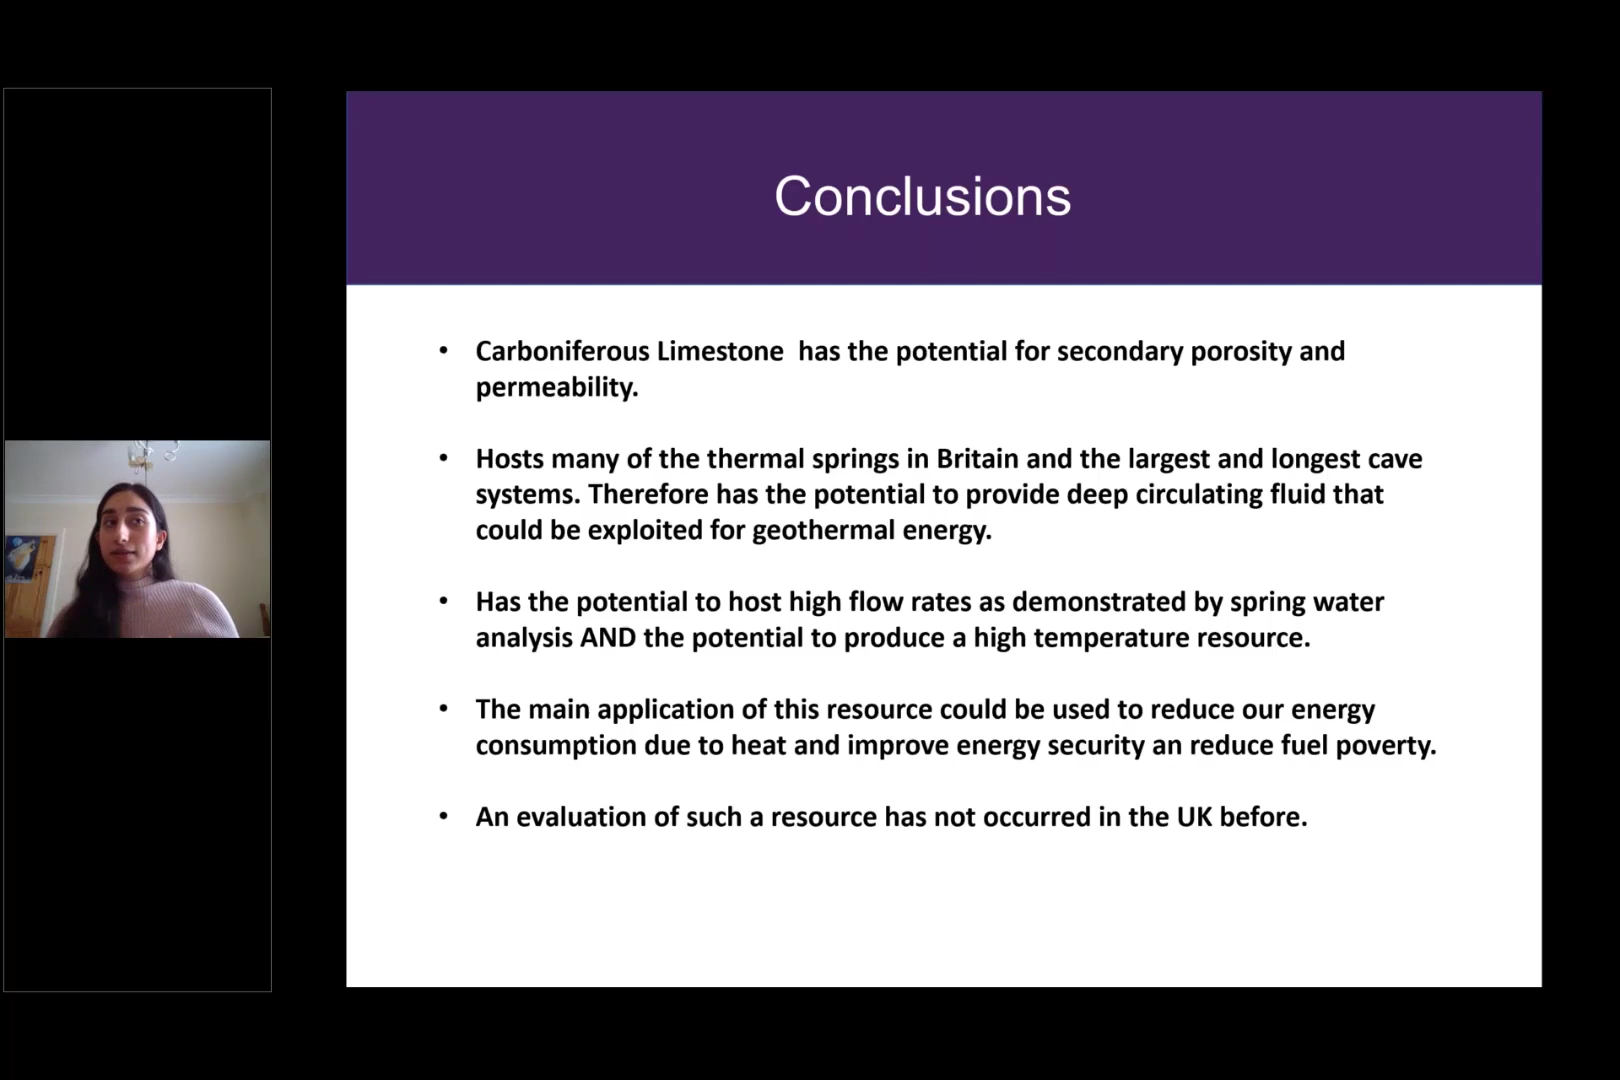 Conclusions
• Carboniferous Limestone  has the potential for secondary porosity and
permeability.
• Hosts many of the thermal springs in Britain and the largest and longest cave
systems. Therefore has the potential to provide deep circulating fluid that
could be exploited for geothermal energy.
• Has the potential to host high flow rates as demonstrated by spring water
analysis AND the potential to produce a high temperature resource.
• The main application of this resource could be used to reduce our energy
consumption due to heat and improve energy security an reduce fuel poverty.
• An evaluation of such a resource has not occurred in the UK before.